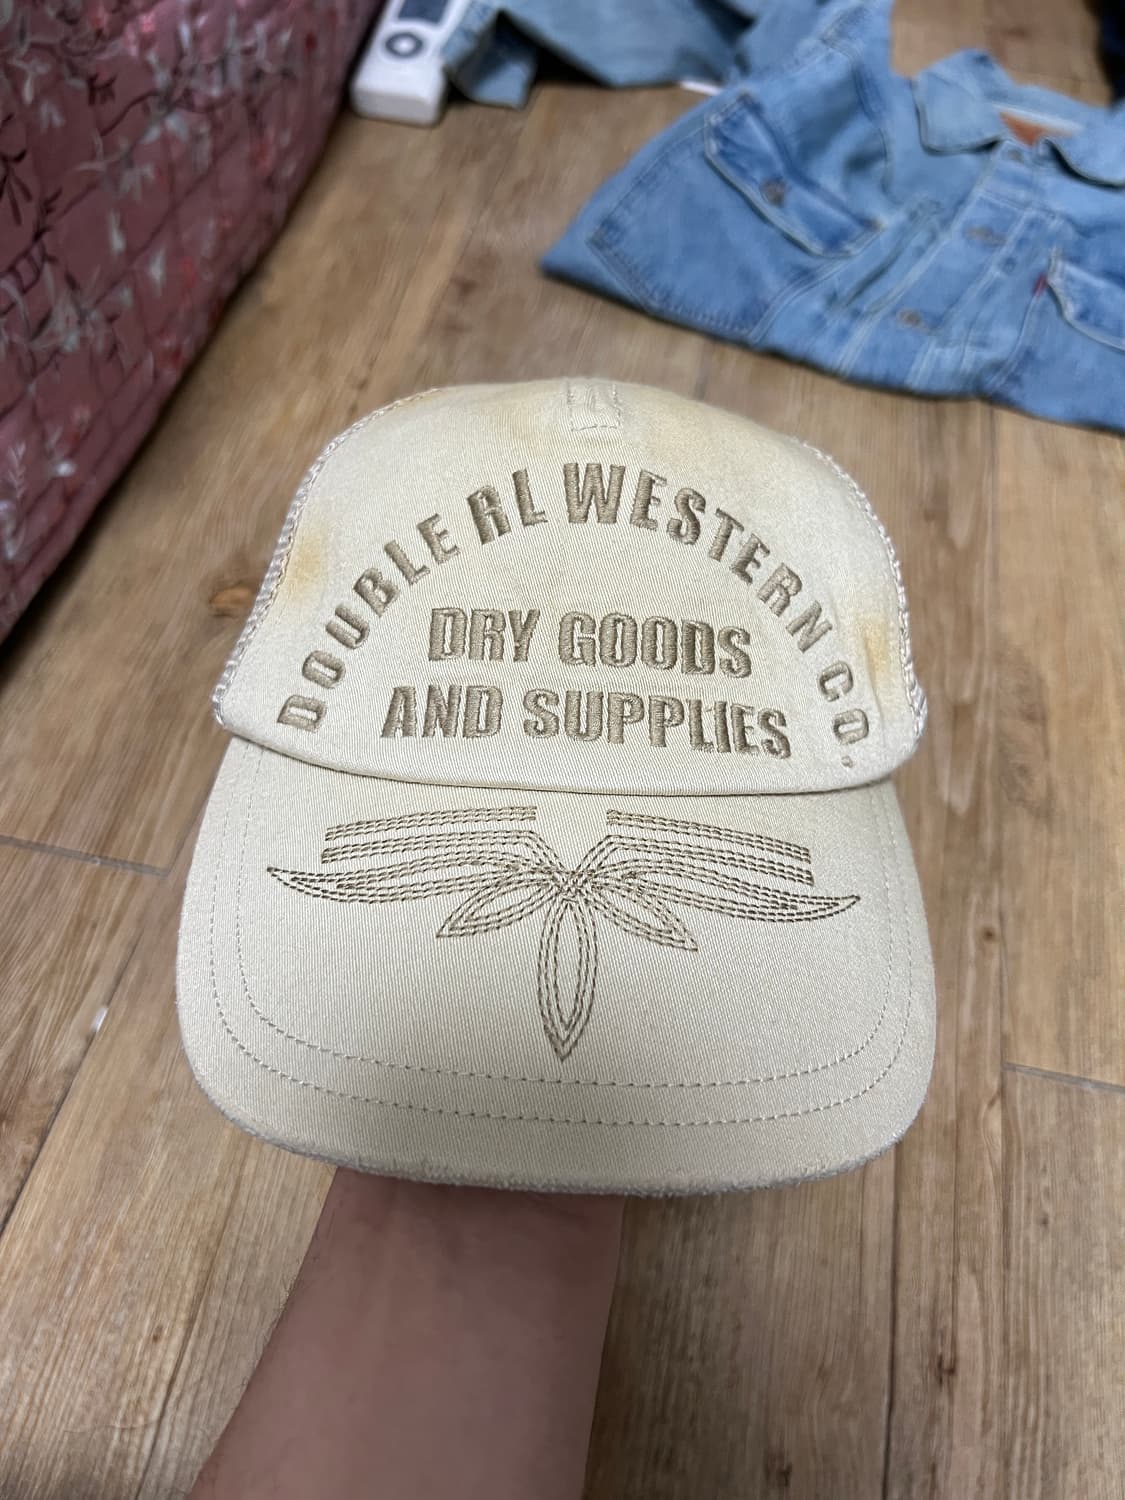 DOUBLE RL WESTERN CO.
DRY GOODS
AND SUPPLIES